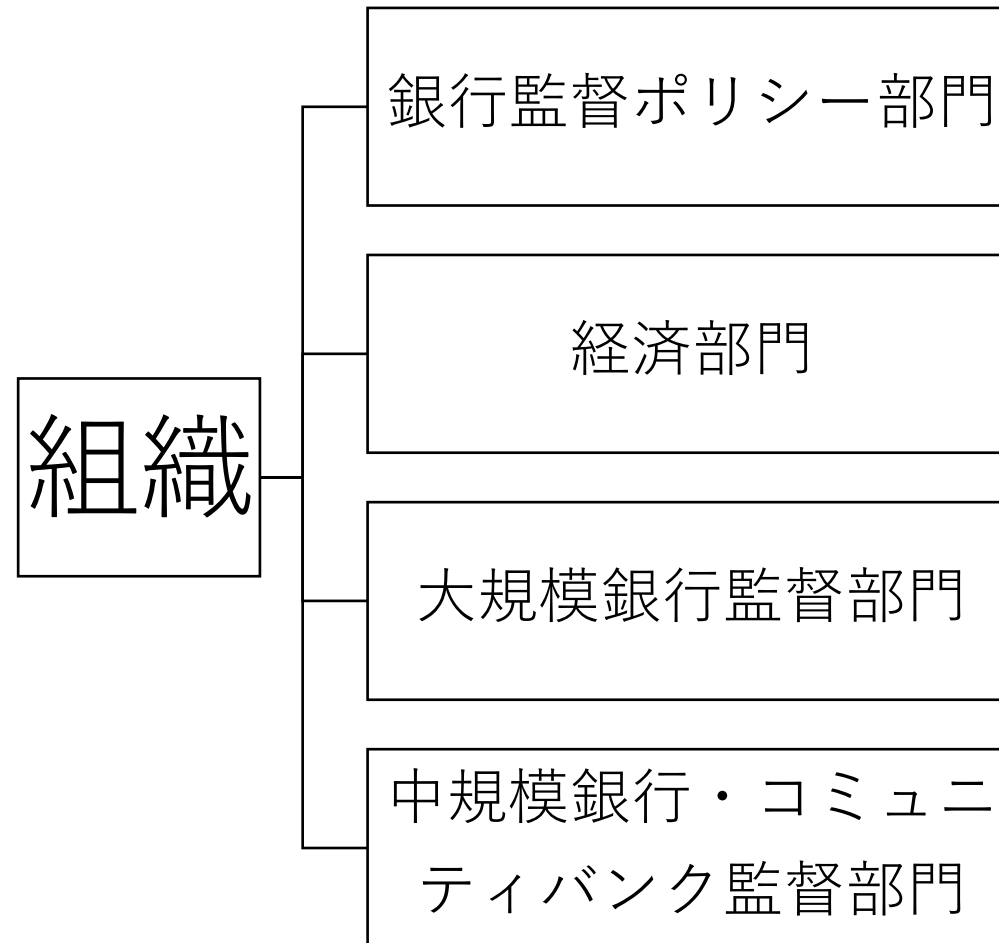 組織
銀行監督ポリシー部門
経済部門
大規模銀行監督部門
中規模銀行・コミュニ
ティバンク監督部門